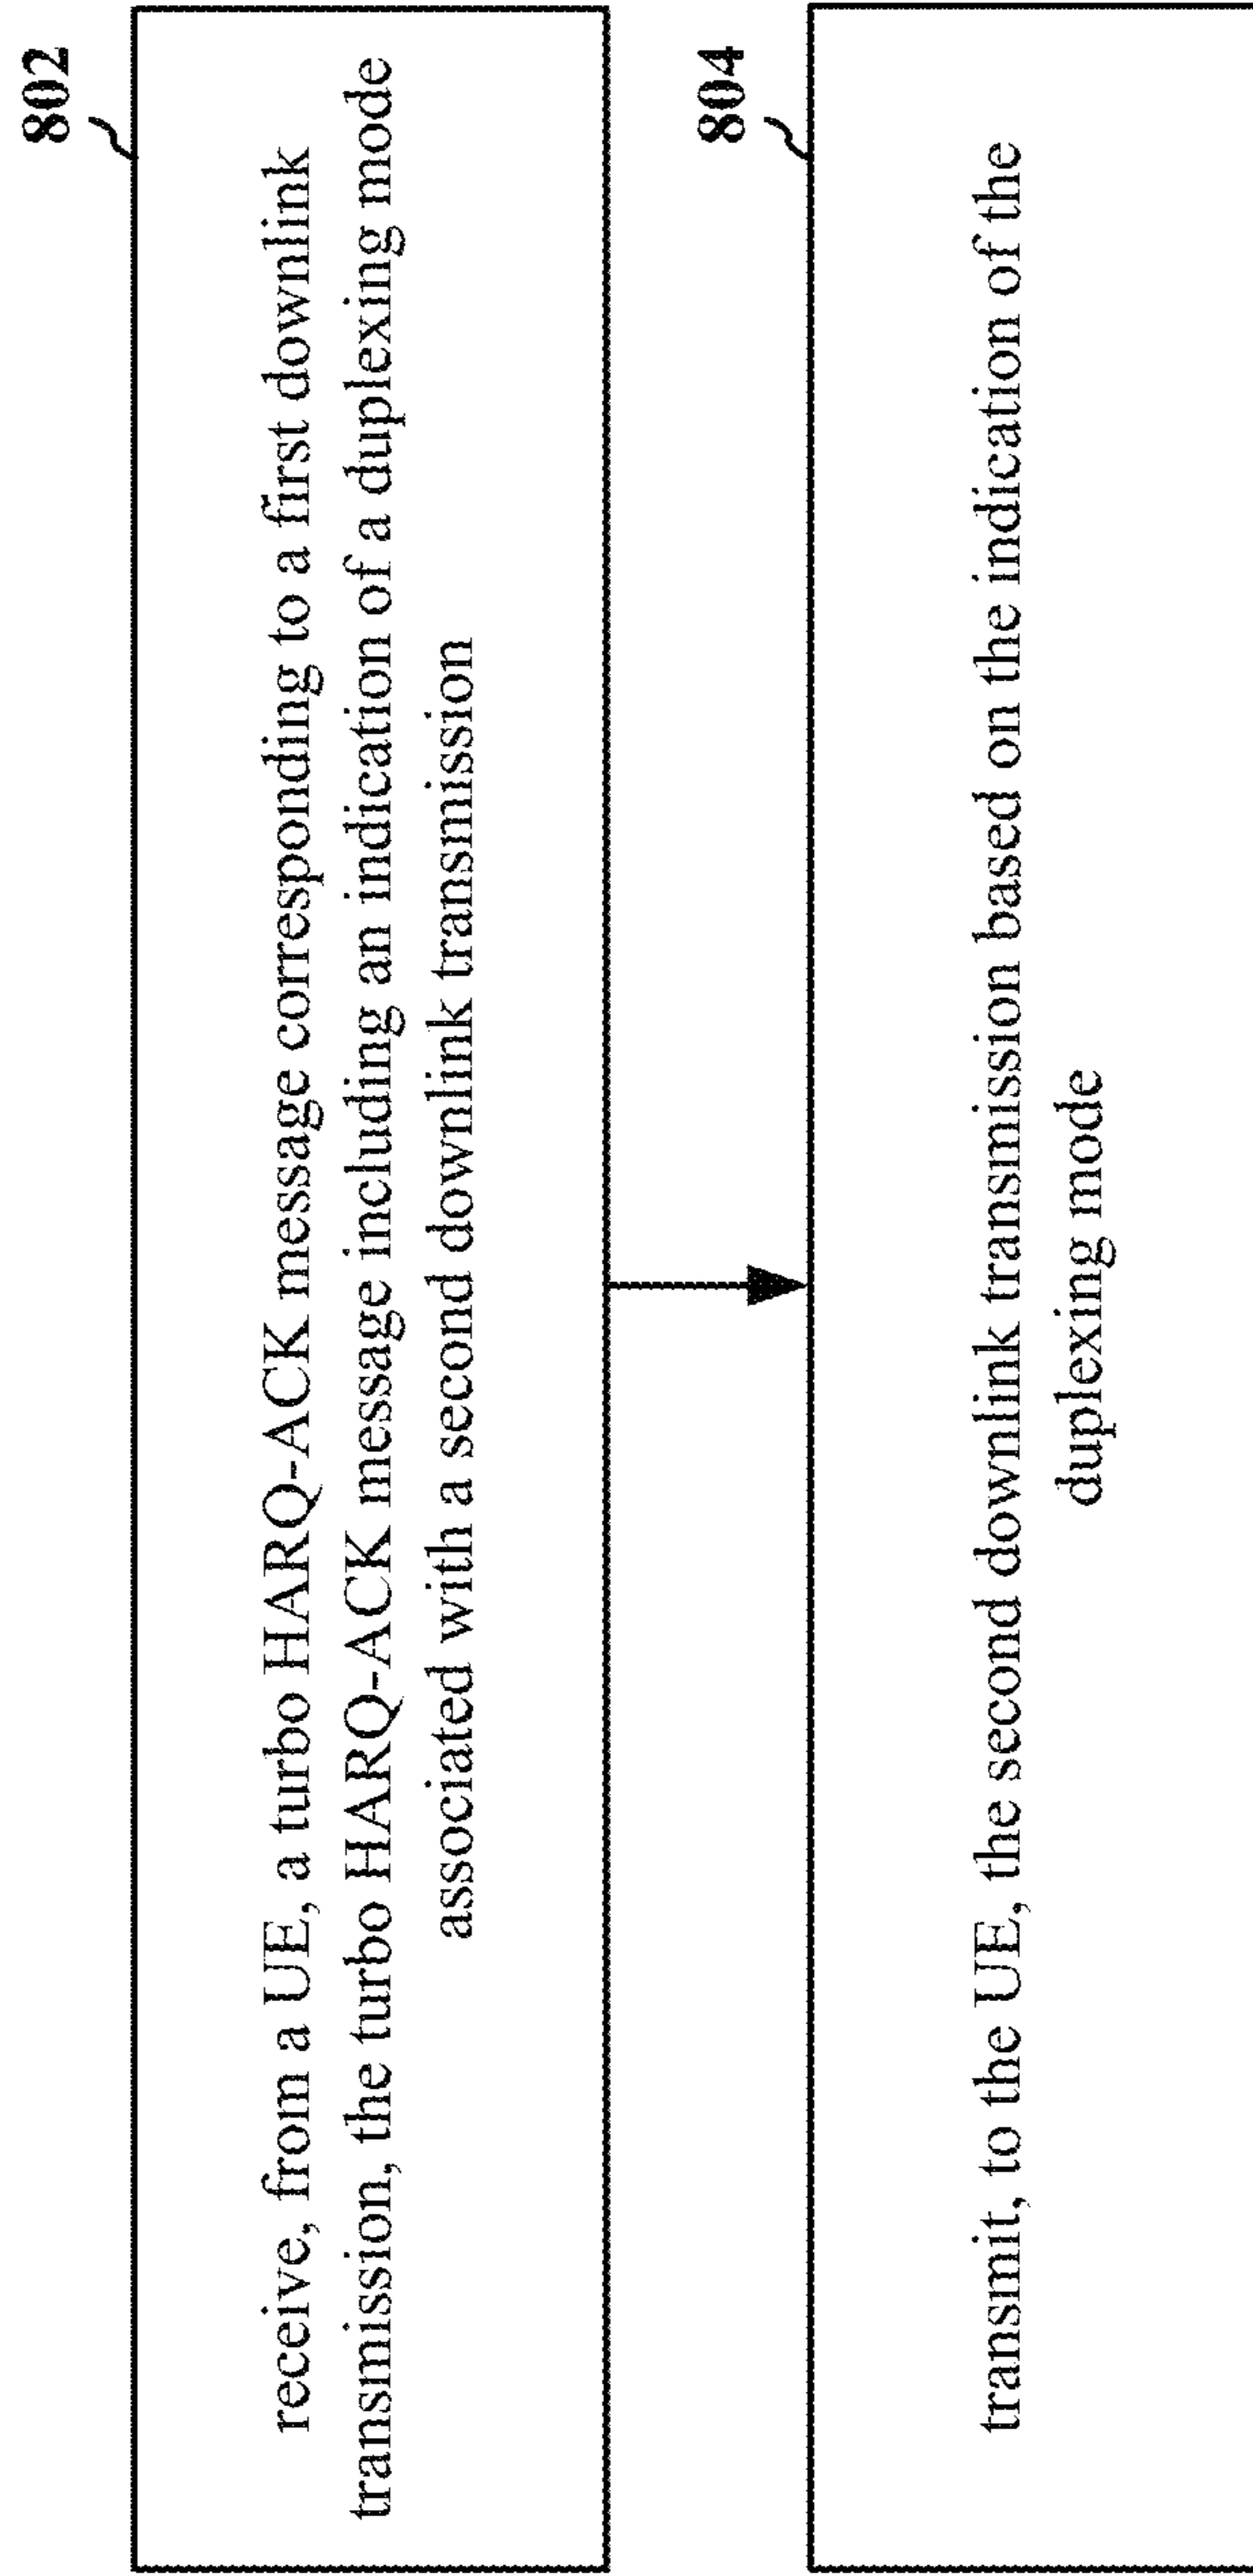 802
receive, from a UE, a turbo HARQ-ACK message corresponding to a first downlink
transmission, the turbo HARQ-ACK message including an indication of a duplexing mode
associated with a second downlink transmission
804
transmit, to the UE, the second downlink transmission based on the indication of the
duplexing mode